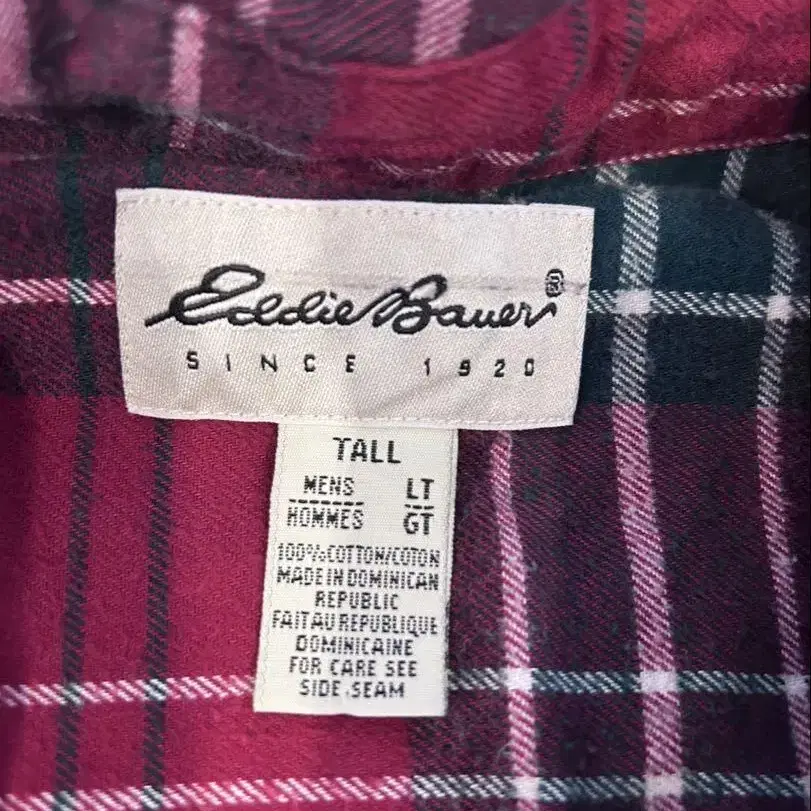 Eddie Bauer®
SINCE 1920
TALL
MENS LT
HOMMES GT
100% COTTON/COTON
MADE IN DOMINICAN
REPUBLIC
FAIT AU REPUBLIQUE
DOMINICAINE
FOR CARE SEE
SIDE SEAM